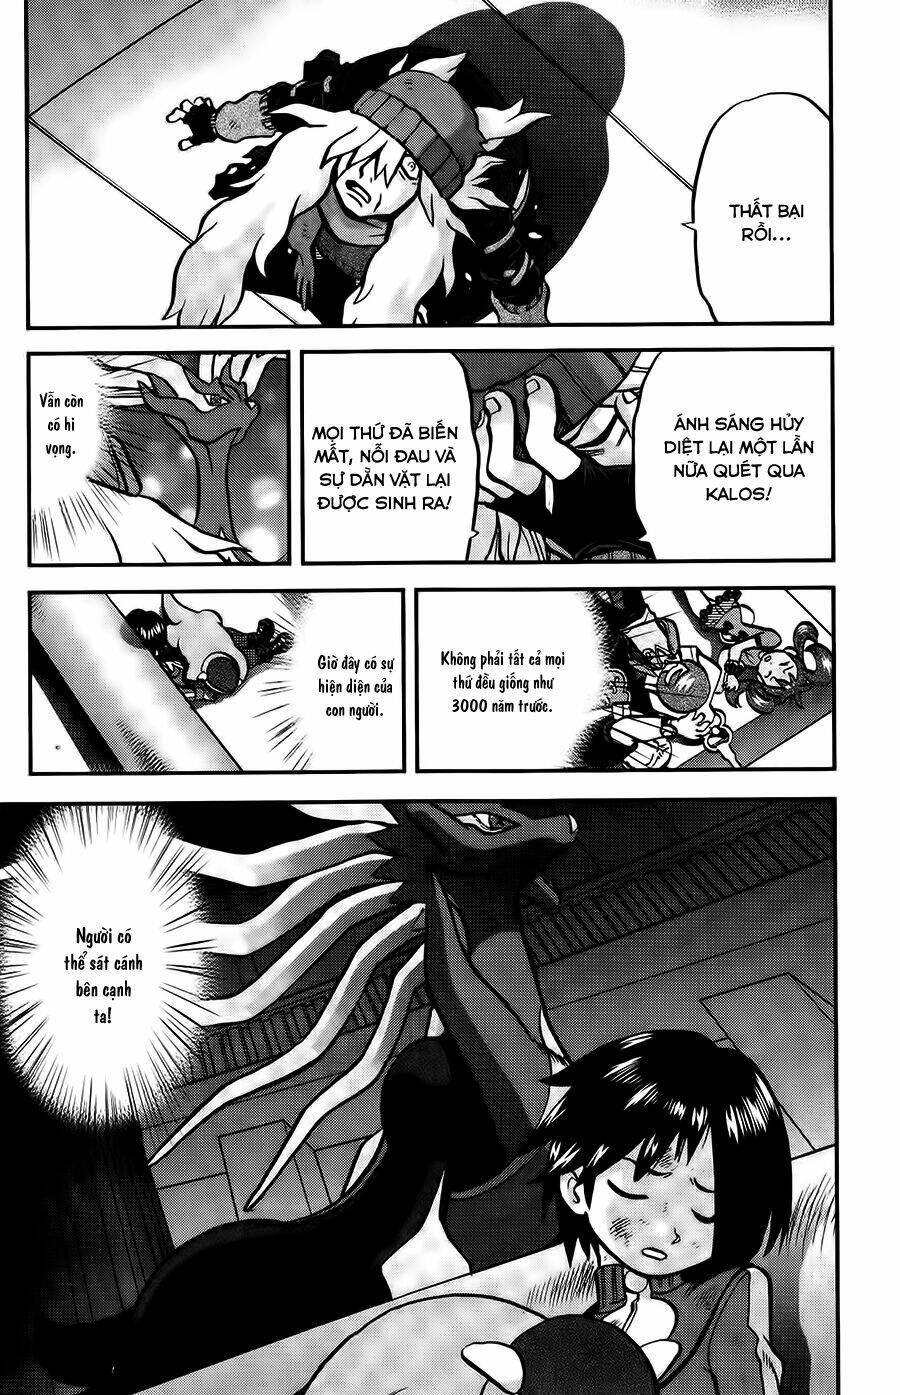 THẤT BẠI
RỒI...
ÁNH SÁNG HỦY
DIỆT LẠI MỘT LẦN
NỮA QUÉT QUA
KALOS!
MỌI THỨ ĐÃ BIẾN
MẤT, NỖI ĐAU VÀ
SỰ DẰN VẶT LẠI
ĐƯỢC SINH RA!
Vẫn còn
có hi
vọng.
Không phải tất cả mọi
thứ đều giống như
3000 năm trước.
Giờ đây có sự
hiện diện của
con người.
Người có
thể sát cánh
bên cạnh
ta!